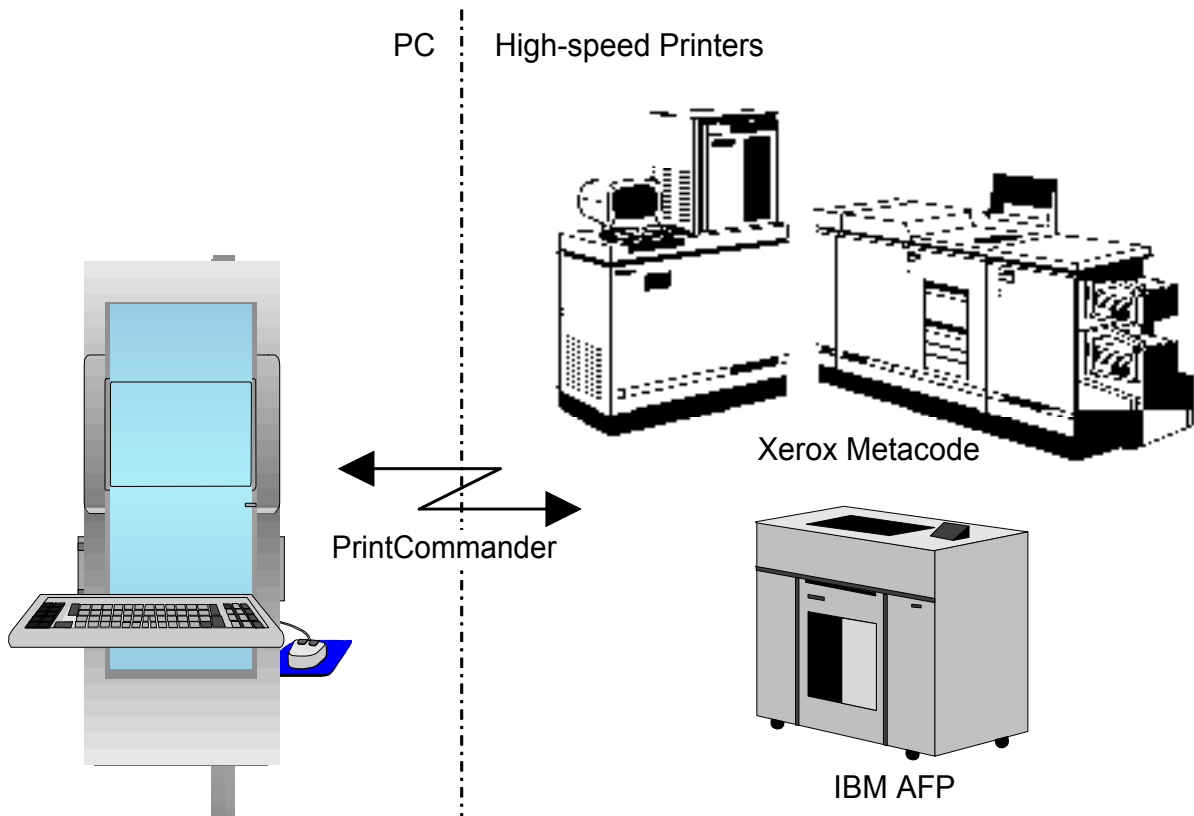 PC
High-speed Printers
Xerox Metacode
PrintCommander
IBM AFP